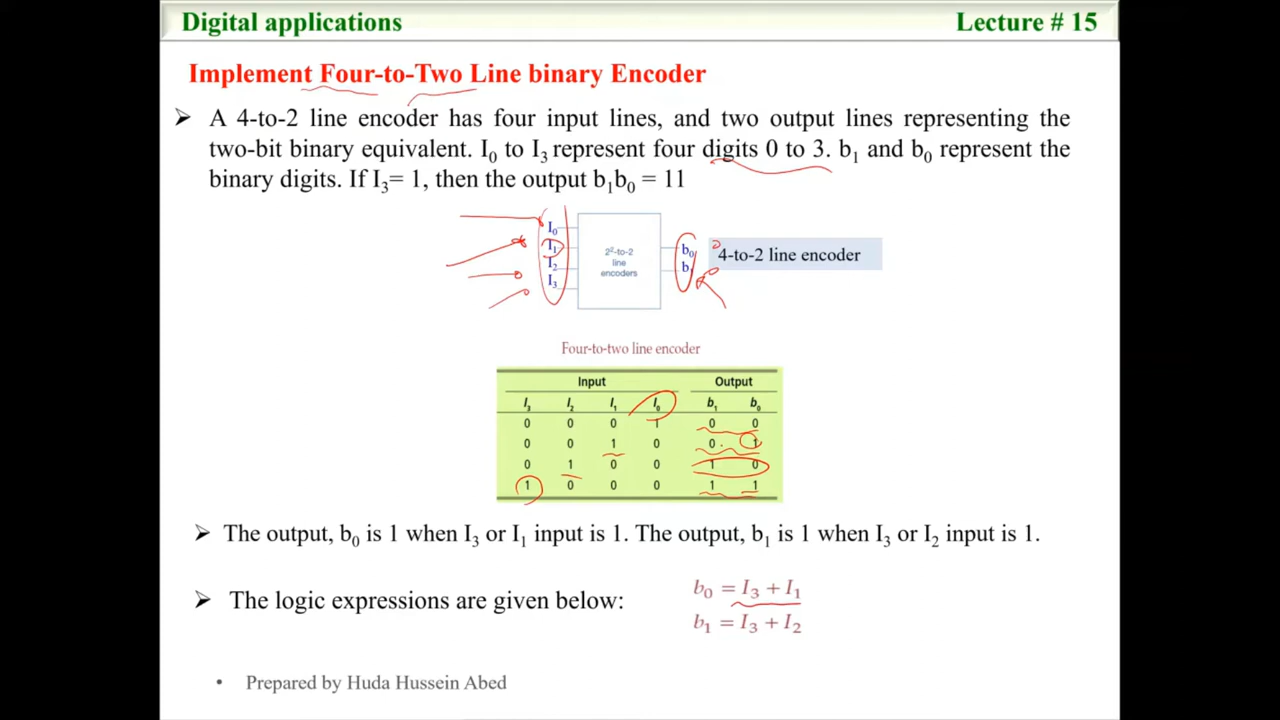 Digital applications
Lecture # 15
Implement Four-to-Two Line binary Encoder
➢ A 4-to-2 line encoder has four input lines, and two output lines representing the
two-bit binary equivalent. I₀ to I₃ represent four digits 0 to 3. b₁ and b₀ represent the
binary digits. If I₃= 1, then the output b₁b₀ = 11
I₀
I₁
I₂
I₃
2²-to-2
line
encoders
b₀
b₁
4-to-2 line encoder
Four-to-two line encoder
Input Output
I₃ I₂ I₁ I₀ b₁ b₀
0 0 0 1 0 0
0 0 1 0 0 1
0 1 0 0 1 0
1 0 0 0 1 1
➢ The output, b₀ is 1 when I₃ or I₁ input is 1. The output, b₁ is 1 when I₃ or I₂ input is 1.
➢ The logic expressions are given below:
b₀ = I₃ + I₁
b₁ = I₃ + I₂
• Prepared by Huda Hussein Abed